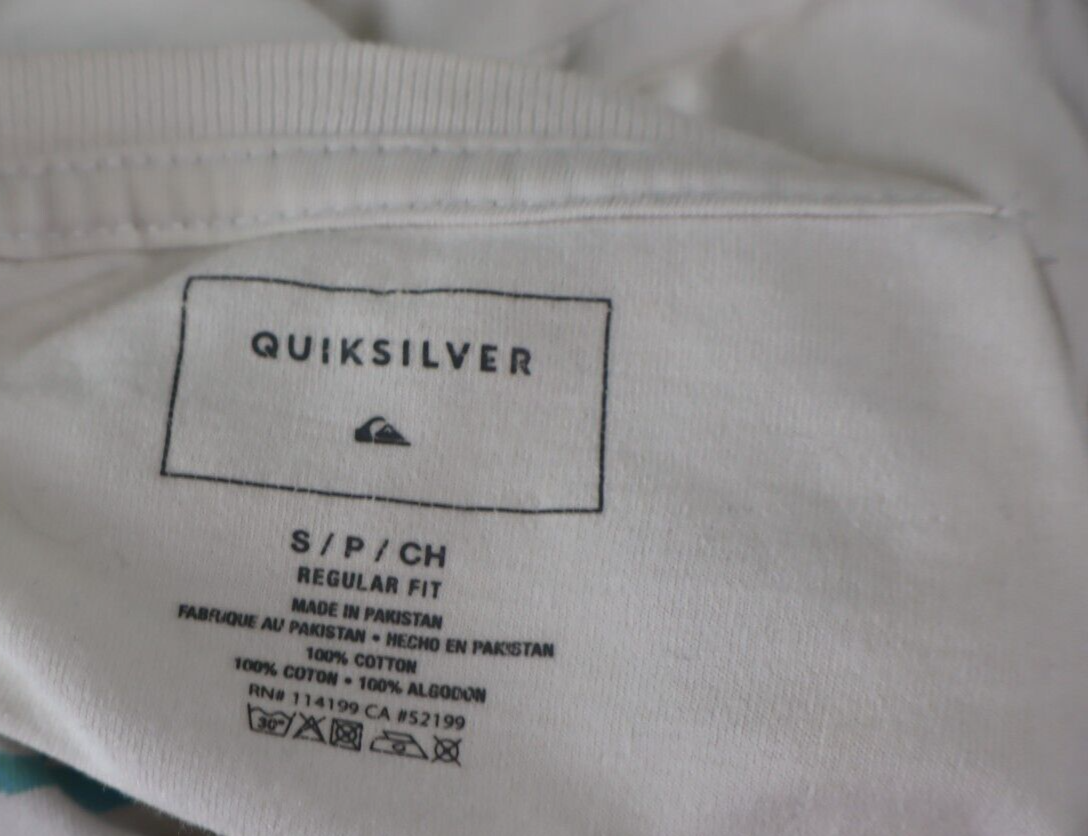 QUIKSILVER
S / P / CH
REGULAR FIT
MADE IN PAKISTAN
FABRIQUE AU PAKISTAN • HECHO EN PAKISTAN
100% COTTON
100% COTON • 100% ALGODON
RN# 114199 CA #52199
30°